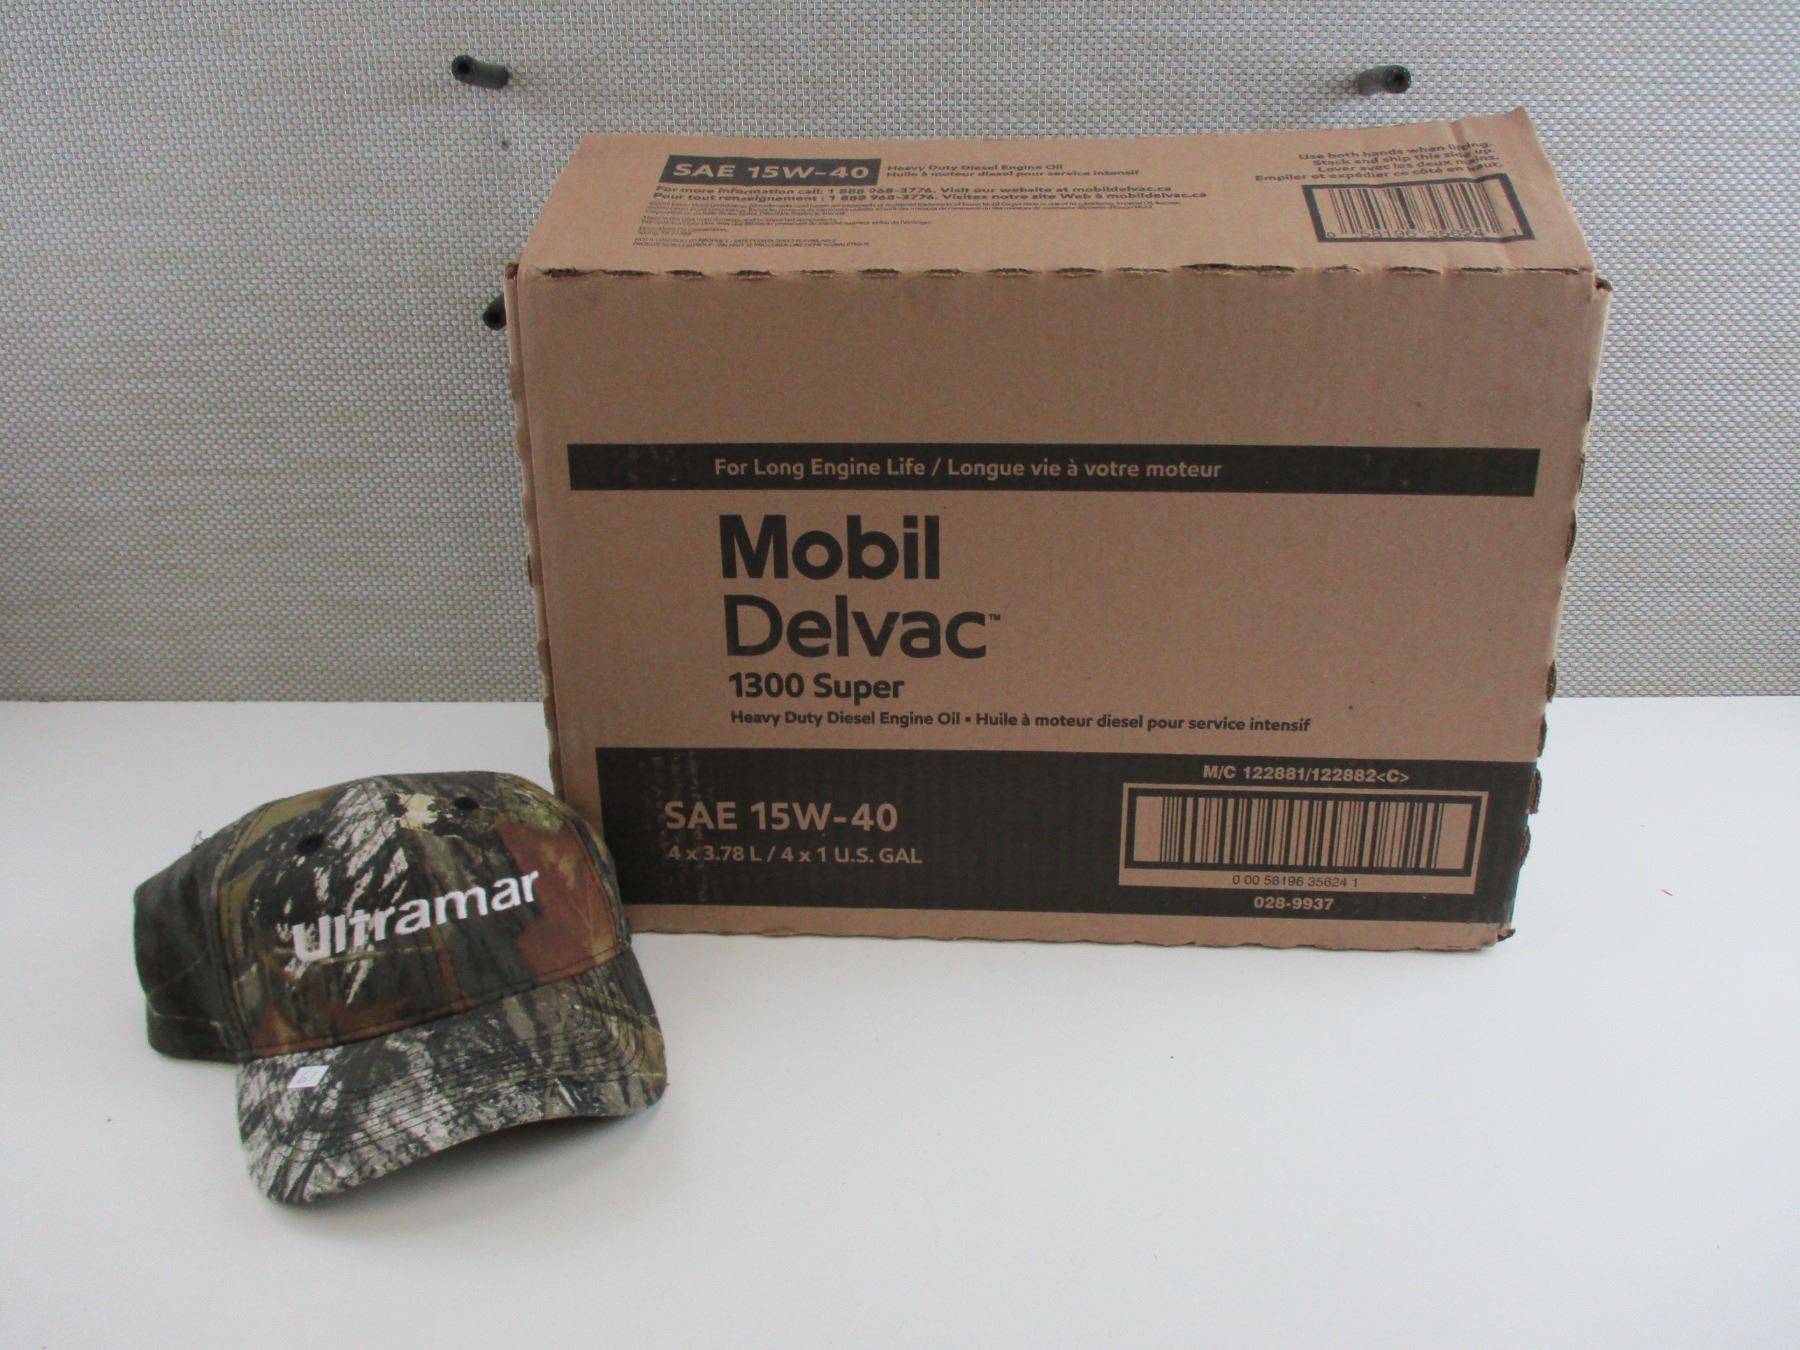 SAE 15W-40
Heavy Duty Diesel Engine Oil
Huile à moteur diesel pour service intensif
For more information call: 1 888 968-3776. Visit our website at mobildelvac.ca
Pour tout renseignement : 1 888 968-3776. Visitez notre site Web à mobildelvac.ca
Use both hands when lifting.
Stack and ship this side up.
Lever avec les deux mains.
Empiler et expédier ce côté en haut.
0 58196 35624 1
For Long Engine Life / Longue vie à votre moteur
Mobil
Delvac™
1300 Super
Heavy Duty Diesel Engine Oil • Huile à moteur diesel pour service intensif
M/C 122881/122882<C>
SAE 15W-40
4 x 3.78 L / 4 x 1 U.S. GAL
0 00 58196 35624 1
028-9937
Ultramar